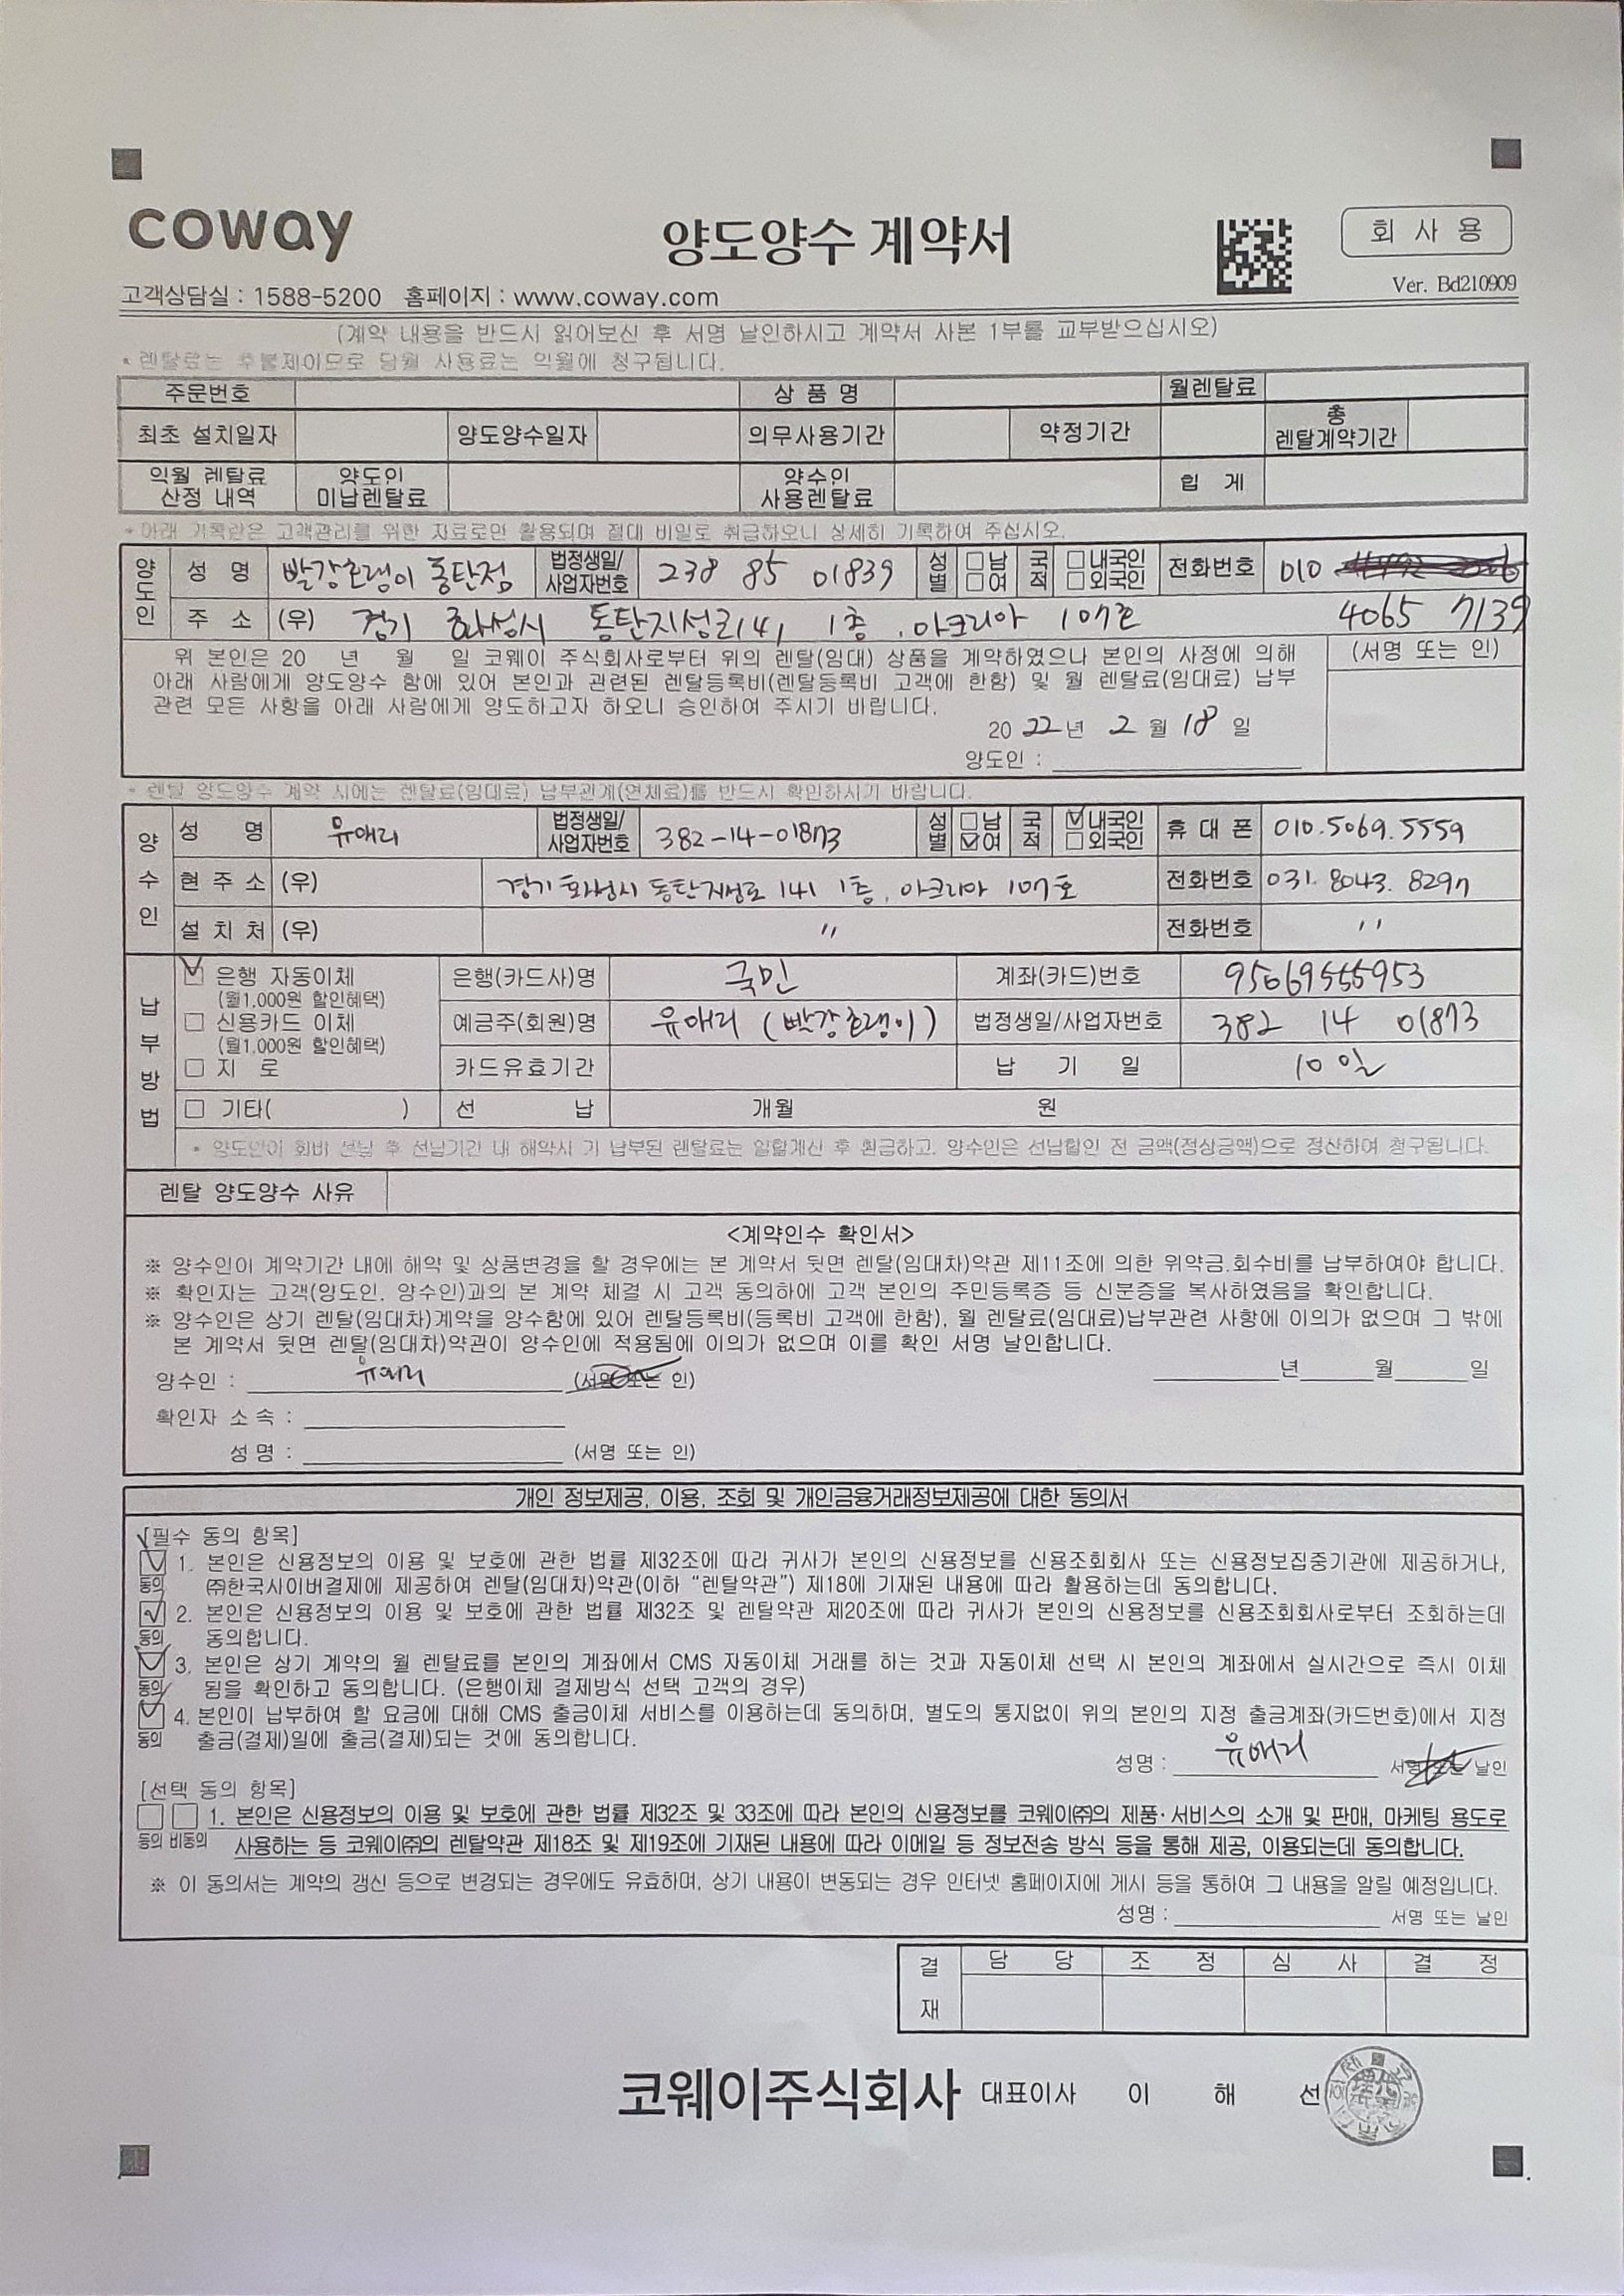 coway
양도양수 계약서
회 사 용
Ver. Bd210909
고객상담실 : 1588-5200 홈페이지 : www.coway.com
(계약 내용을 반드시 읽어보신 후 서명 날인하시고 계약서 사본 1부를 교부받으십시오)
* 렌탈료는 후불제이므로 당월 사용료는 익월에 청구됩니다.
주문번호 상 품 명 월렌탈료
최초 설치일자 양도양수일자 의무사용기간 약정기간 총 렌탈계약기간
익월 렌탈료 산정 내역 양도인 미납렌탈료 양수인 사용렌탈료 합 계
* 아래 기록란은 고객관리를 위한 자료로만 활용되며 절대 비밀로 취급하오니 상세히 기록하여 주십시오.
양도인 성 명 빨강호랭이 동탄점 법정생일/사업자번호 238 85 01839 성별 □남 □여 국적 □내국인 □외국인 전화번호 010
4065 7139
주 소 (우) 경기 화성시 동탄지성로141 1층, 아크리아 107호
위 본인은 20 년 월 일 코웨이 주식회사로부터 위의 렌탈(임대) 상품을 계약하였으나 본인의 사정에 의해
아래 사람에게 양도양수 함에 있어 본인과 관련된 렌탈등록비(렌탈등록비 고객에 한함) 및 월 렌탈료(임대료) 납부
관련 모든 사항을 아래 사람에게 양도하고자 하오니 승인하여 주시기 바랍니다.
(서명 또는 인)
20 22년 2 월 18 일
양도인 :
* 렌탈 양도양수 계약 시에는 렌탈료(임대료) 납부관계(연체료)를 반드시 확인하시기 바랍니다.
양수인 성 명 유애리 법정생일/사업자번호 382-14-01873 성별 □남 ☑여 국적 ☑내국인 □외국인 휴 대 폰 010.5069.5559
현 주 소 (우) 경기 화성시 동탄지성로 141 1층, 아크리아 107호 전화번호 031. 8043. 8297
설 치 처 (우) 〃 전화번호 〃
납부방법 ☑ 은행 자동이체 은행(카드사)명 국민 계좌(카드)번호 95069555953
(월1,000원 할인혜택)
□ 신용카드 이체 예금주(회원)명 유애리 (빨강호랭이) 법정생일/사업자번호 382 14 01873
(월1,000원 할인혜택)
□ 지 로 카드유효기간 납 기 일 10일
□ 기타( ) 선 납 개월 원
* 양도인이 회비 선납 후 선납기간 내 해약시 기 납부된 렌탈료는 일할계산 후 환급하고, 양수인은 선납할인 전 금액(정상금액)으로 정산하여 청구됩니다.
렌탈 양도양수 사유
<계약인수 확인서>
※ 양수인이 계약기간 내에 해약 및 상품변경을 할 경우에는 본 계약서 뒷면 렌탈(임대차)약관 제11조에 의한 위약금.회수비를 납부하여야 합니다.
※ 확인자는 고객(양도인. 양수인)과의 본 계약 체결 시 고객 동의하에 고객 본인의 주민등록증 등 신분증을 복사하였음을 확인합니다.
※ 양수인은 상기 렌탈(임대차)계약을 양수함에 있어 렌탈등록비(등록비 고객에 한함), 월 렌탈료(임대료)납부관련 사항에 이의가 없으며 그 밖에
본 계약서 뒷면 렌탈(임대차)약관이 양수인에 적용됨에 이의가 없으며 이를 확인 서명 날인합니다.
양수인 : 유애리 (서명 또는 인) 년 월 일
확인자 소 속 :
성 명 : (서명 또는 인)
개인 정보제공, 이용, 조회 및 개인금융거래정보제공에 대한 동의서
[필수 동의 항목]
☑ 1. 본인은 신용정보의 이용 및 보호에 관한 법률 제32조에 따라 귀사가 본인의 신용정보를 신용조회회사 또는 신용정보집중기관에 제공하거나,
동의 ㈜한국사이버결제에 제공하여 렌탈(임대차)약관(이하 “렌탈약관”) 제18에 기재된 내용에 따라 활용하는데 동의합니다.
☑ 2. 본인은 신용정보의 이용 및 보호에 관한 법률 제32조 및 렌탈약관 제20조에 따라 귀사가 본인의 신용정보를 신용조회회사로부터 조회하는데
동의 동의합니다.
☑ 3. 본인은 상기 계약의 월 렌탈료를 본인의 계좌에서 CMS 자동이체 거래를 하는 것과 자동이체 선택 시 본인의 계좌에서 실시간으로 즉시 이체
동의 됨을 확인하고 동의합니다. (은행이체 결제방식 선택 고객의 경우)
☑ 4. 본인이 납부하여 할 요금에 대해 CMS 출금이체 서비스를 이용하는데 동의하며, 별도의 통지없이 위의 본인의 지정 출금계좌(카드번호)에서 지정
동의 출금(결제)일에 출금(결제)되는 것에 동의합니다.
성명 : 유애리 서명 또는 날인
[선택 동의 항목]
□ □ 1. 본인은 신용정보의 이용 및 보호에 관한 법률 제32조 및 33조에 따라 본인의 신용정보를 코웨이㈜의 제품·서비스의 소개 및 판매, 마케팅 용도로
동의 비동의 사용하는 등 코웨이㈜의 렌탈약관 제18조 및 제19조에 기재된 내용에 따라 이메일 등 정보전송 방식 등을 통해 제공, 이용되는데 동의합니다.
※ 이 동의서는 계약의 갱신 등으로 변경되는 경우에도 유효하며, 상기 내용이 변동되는 경우 인터넷 홈페이지에 게시 등을 통하여 그 내용을 알릴 예정입니다.
성명 : 서명 또는 날인
결재 담 당 조 정 심 사 결 정
코웨이주식회사 대표이사 이 해 선